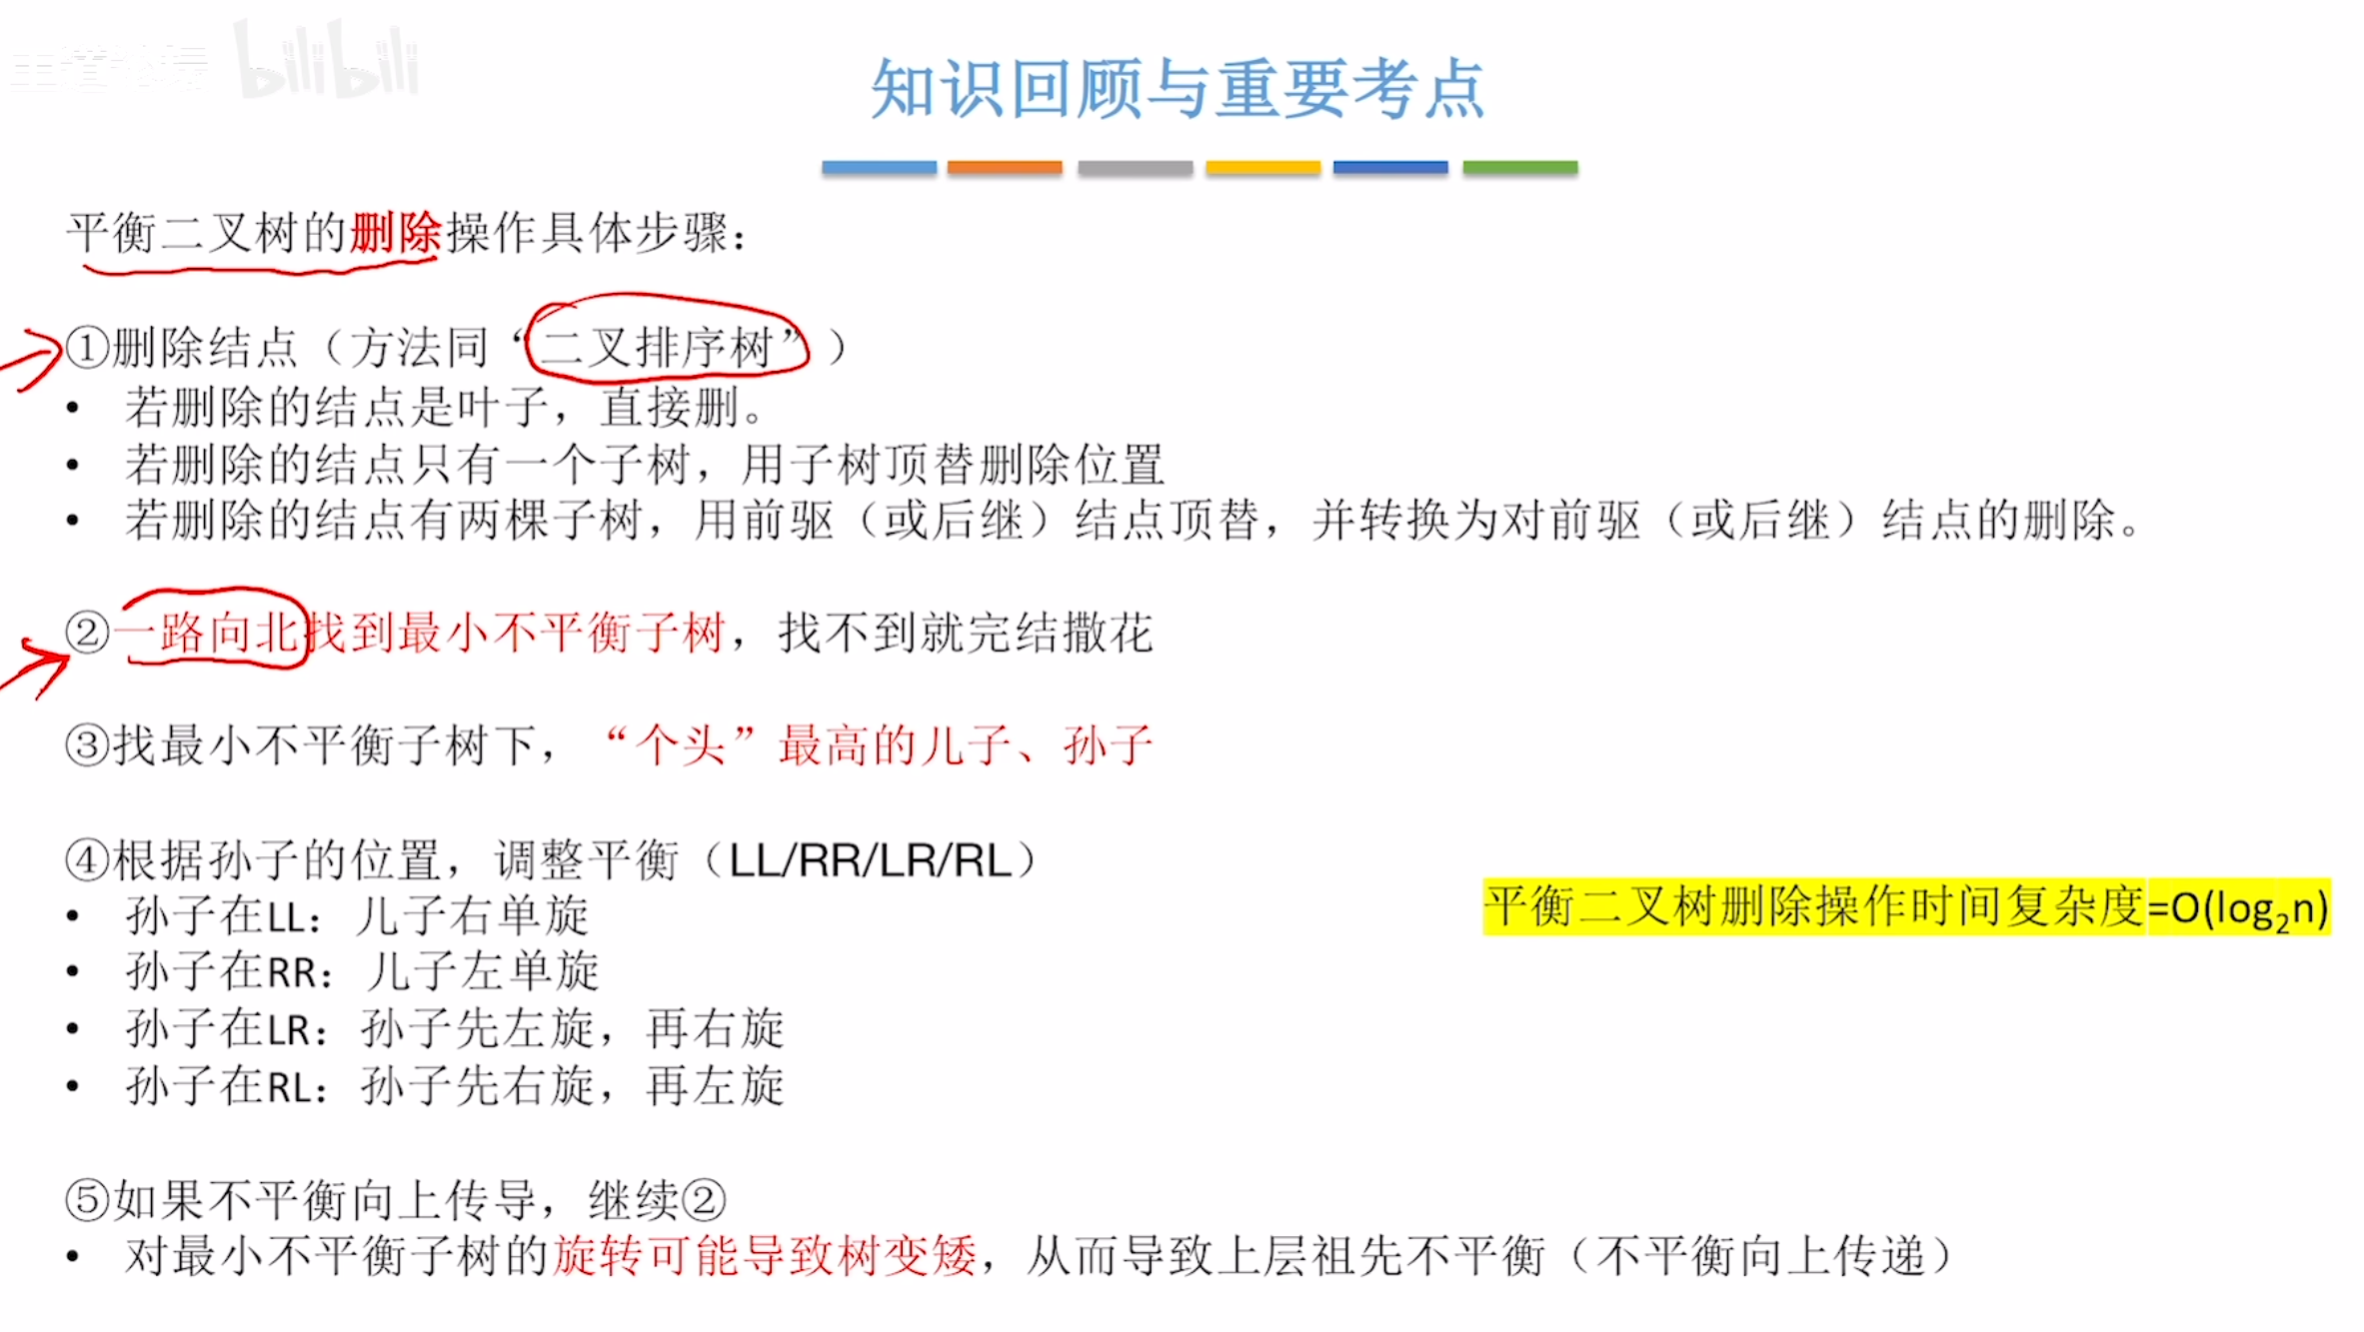 bilibili
知识回顾与重要考点
平衡二叉树的删除操作具体步骤：
①删除结点（方法同“二叉排序树”）
• 若删除的结点是叶子，直接删。
• 若删除的结点只有一个子树，用子树顶替删除位置
• 若删除的结点有两棵子树，用前驱（或后继）结点顶替，并转换为对前驱（或后继）结点的删除。
②一路向北找到最小不平衡子树，找不到就完结撒花
③找最小不平衡子树下，“个头”最高的儿子、孙子
④根据孙子的位置，调整平衡（LL/RR/LR/RL）
• 孙子在LL：儿子右单旋
• 孙子在RR：儿子左单旋
• 孙子在LR：孙子先左旋，再右旋
• 孙子在RL：孙子先右旋，再左旋
平衡二叉树删除操作时间复杂度=O(log₂n)
⑤如果不平衡向上传导，继续②
• 对最小不平衡子树的旋转可能导致树变矮，从而导致上层祖先不平衡（不平衡向上传递）